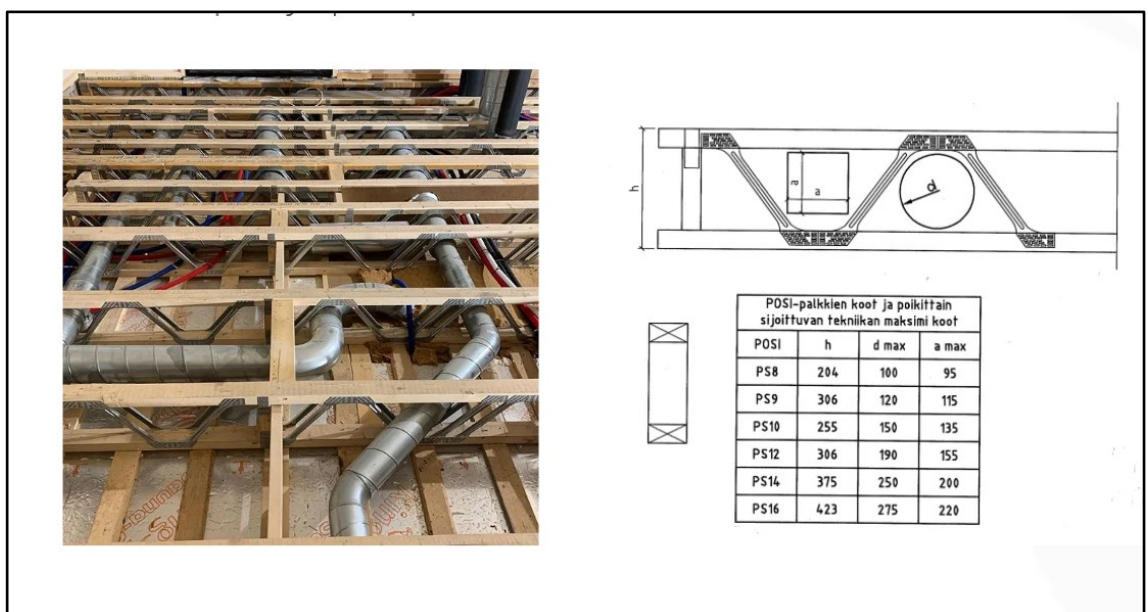 h
a
a
d
POSI-palkkien koot ja poikittain
sijoittuvan tekniikan maksimi koot
POSI h d max a max
PS8 204 100 95
PS9 306 120 115
PS10 255 150 135
PS12 306 190 155
PS14 375 250 200
PS16 423 275 220